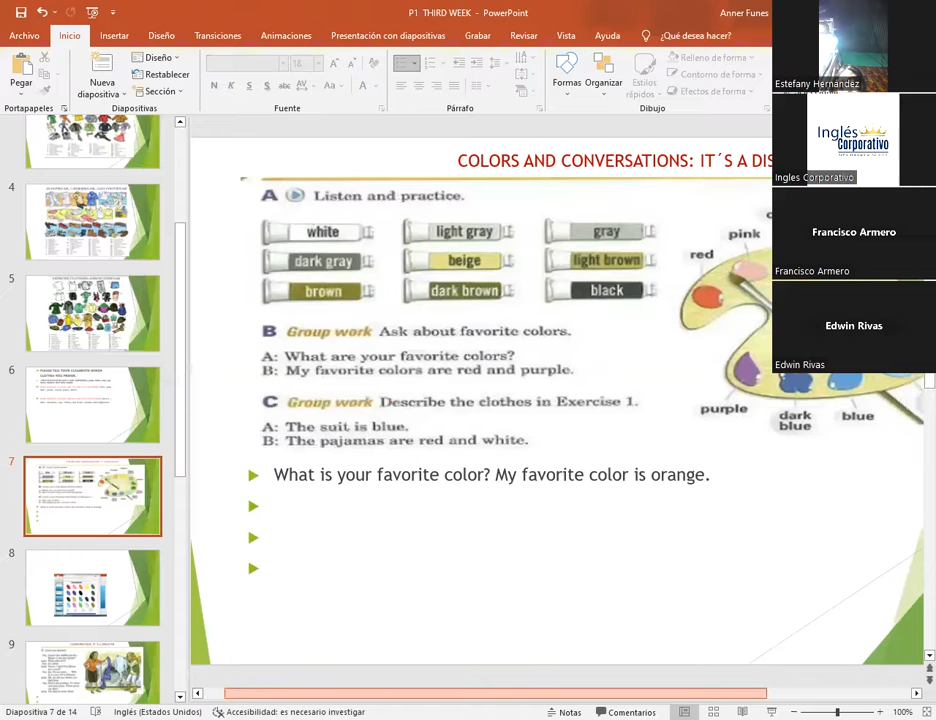 P1 THIRD WEEK - PowerPoint
Anner Funes
Archivo Inicio Insertar Diseño Transiciones Animaciones Presentación con diapositivas Grabar Revisar Vista Ayuda ¿Qué desea hacer?
Pegar
Nueva diapositiva
Diseño
Restablecer
Sección
18
N K S S abc Aa A
Formas Organizar Estilos rápidos
Relleno de forma
Contorno de forma
Efectos de forma
Portapapeles Diapositivas Fuente Párrafo Dibujo
4
5
6
7
8
9
COLORS AND CONVERSATIONS: IT´S A DIS
A Listen and practice.
white light gray gray
dark gray beige light brown
brown dark brown black
pink
red
purple dark blue blue
B Group work Ask about favorite colors.
A: What are your favorite colors?
B: My favorite colors are red and purple.
C Group work Describe the clothes in Exercise 1.
A: The suit is blue.
B: The pajamas are red and white.
What is your favorite color? My favorite color is orange.
Estefany Hernández
Inglés Corporativo
Ingles Corporativo
Francisco Armero
Francisco Armero
Edwin Rivas
Edwin Rivas
Diapositiva 7 de 14 Inglés (Estados Unidos) Accesibilidad: es necesario investigar Notas Comentarios 100%